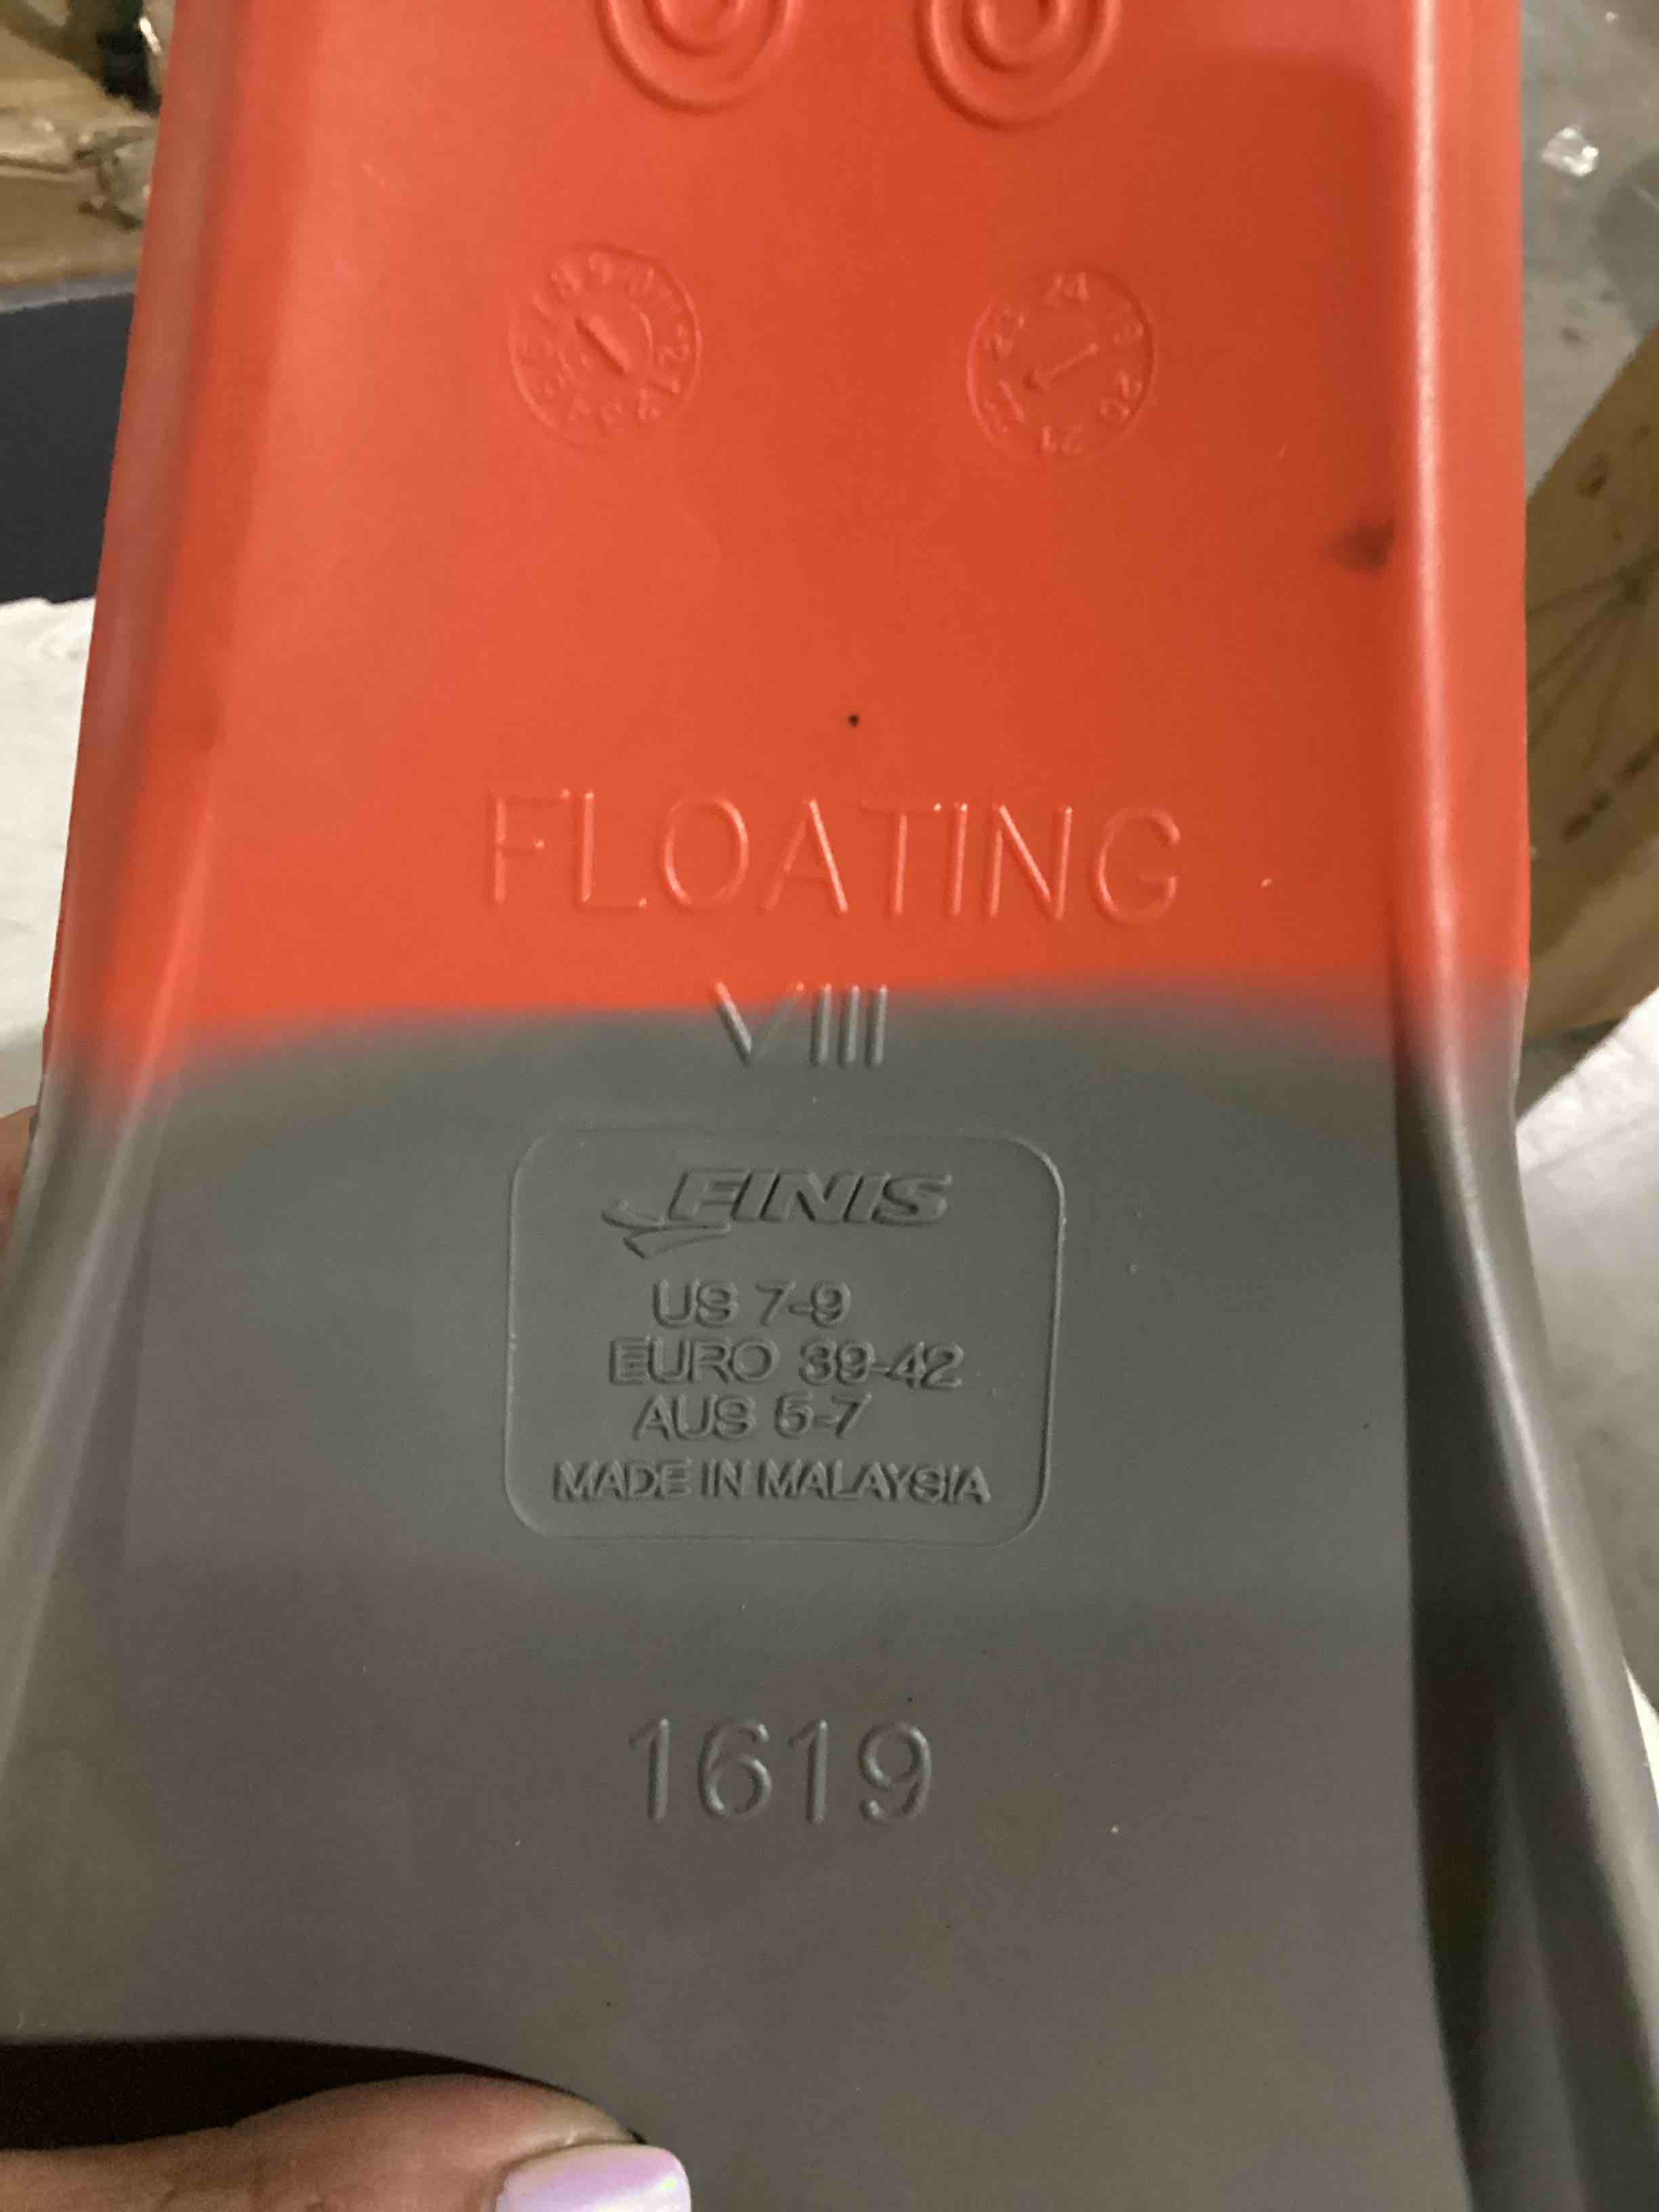 FLOATING
VIII
FINIS
US 7-9
EURO 39-42
AUS 5-7
MADE IN MALAYSIA
1619